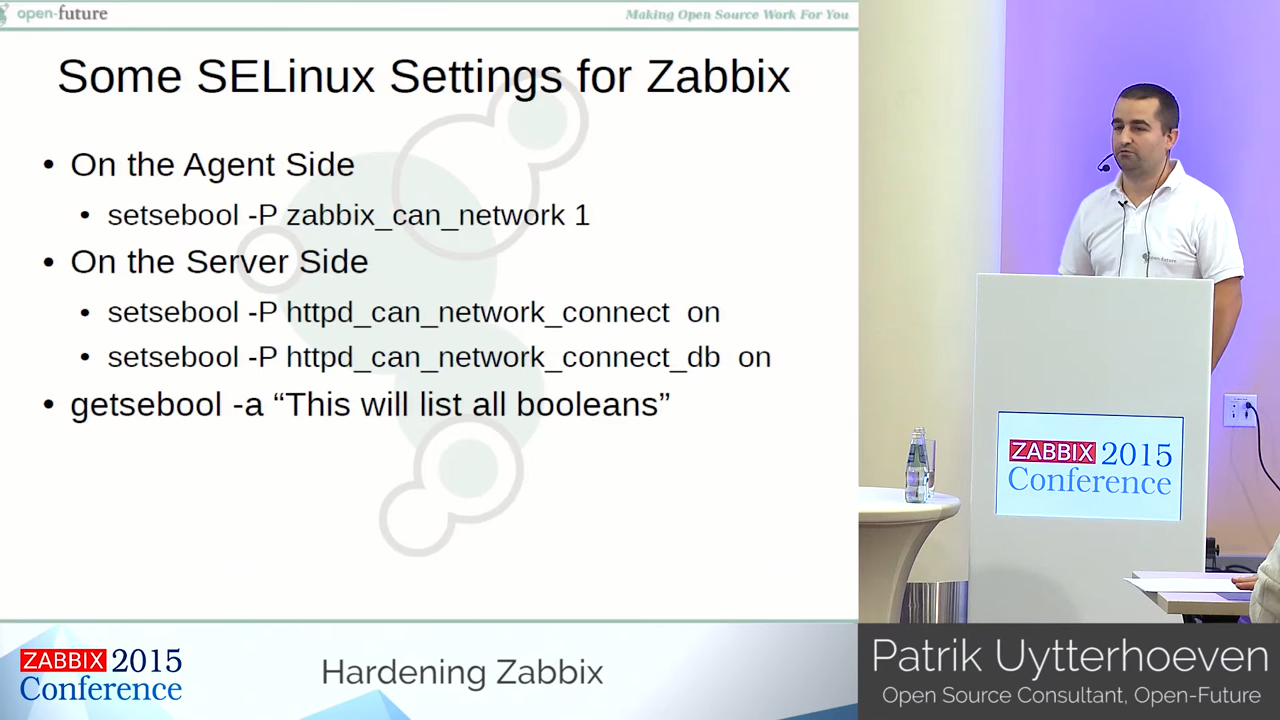 open-future
Making Open Source Work For You
Some SELinux Settings for Zabbix
• On the Agent Side
• setsebool -P zabbix_can_network 1
• On the Server Side
• setsebool -P httpd_can_network_connect on
• setsebool -P httpd_can_network_connect_db on
• getsebool -a “This will list all booleans”
open-future
ZABBIX 2015
Conference
ZABBIX 2015
Conference
Hardening Zabbix
Patrik Uytterhoeven
Open Source Consultant, Open-Future